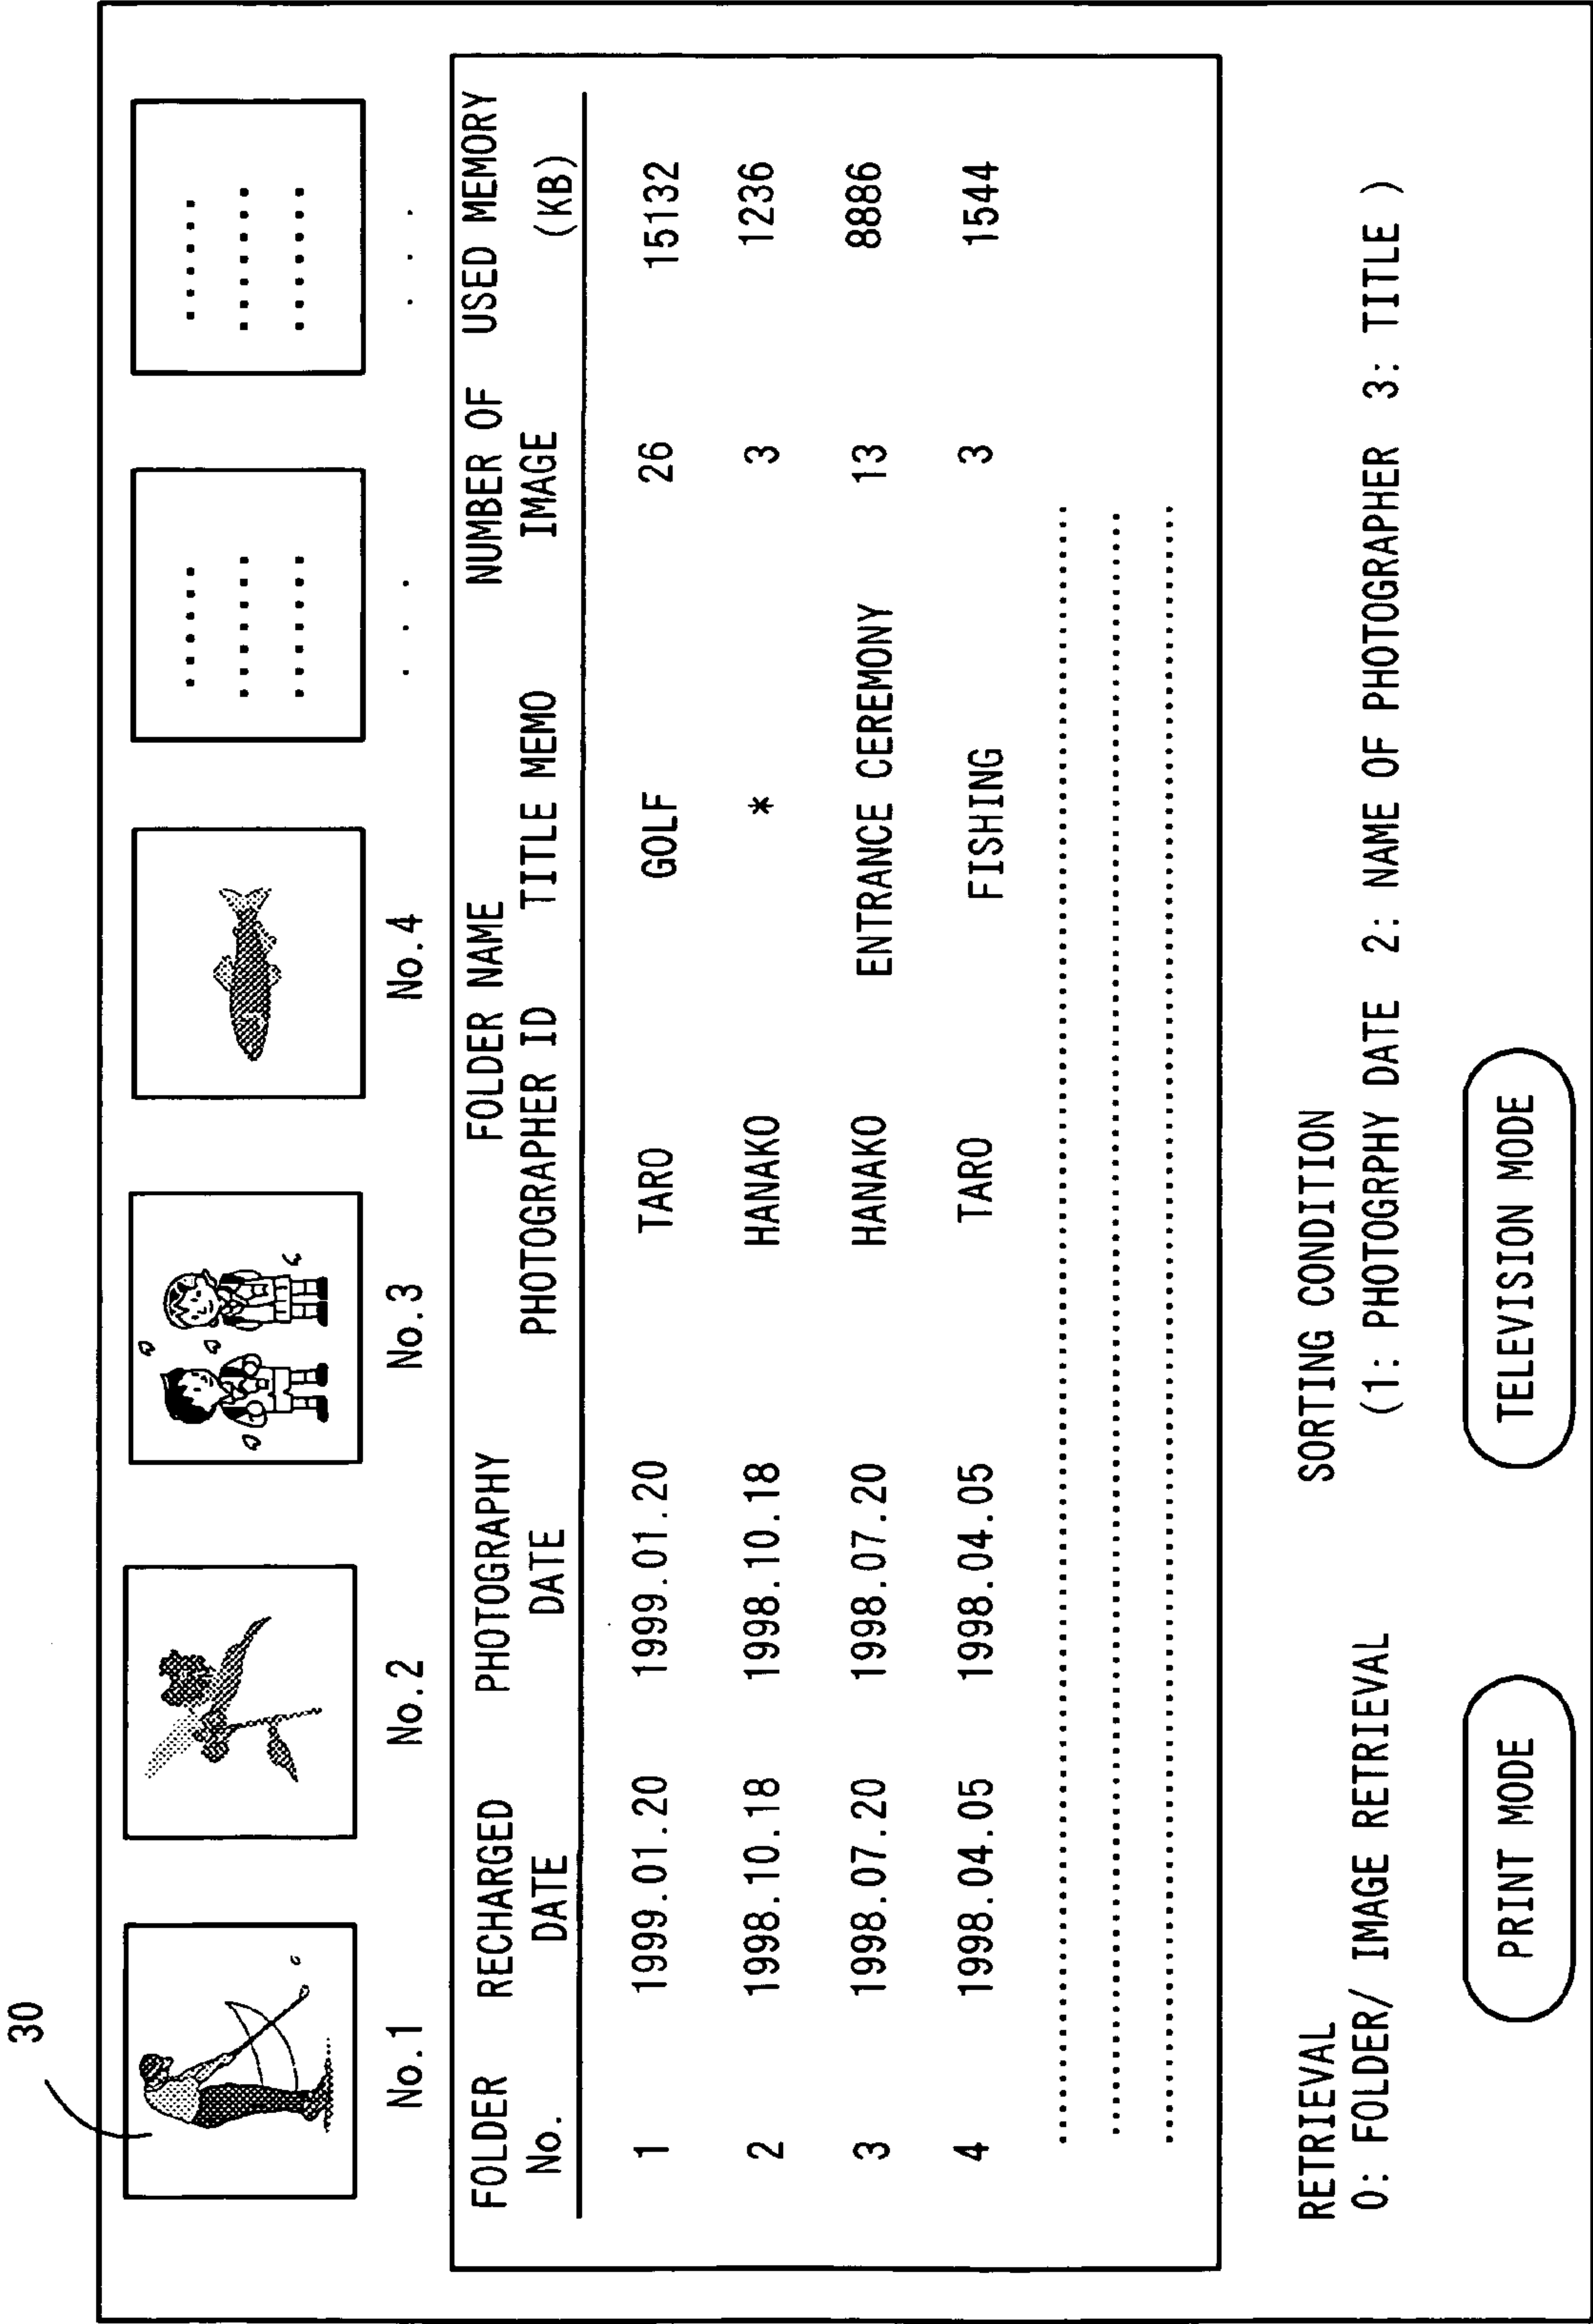 30
No.1 No.2 No.3 No.4
FOLDER RECHARGED PHOTOGRAPHY FOLDER NAME NUMBER OF USED MEMORY
No. DATE DATE PHOTOGRAPHER ID TITLE MEMO IMAGE (KB)
1 1999.01.20 1999.01.20 TARO GOLF 26 15132
2 1998.10.18 1998.10.18 HANAKO * 3 1236
3 1998.07.20 1998.07.20 HANAKO ENTRANCE CEREMONY 13 8886
4 1998.04.05 1998.04.05 TARO FISHING 3 1544
RETRIEVAL SORTING CONDITION
0: FOLDER/ IMAGE RETRIEVAL (1: PHOTOGRPHY DATE 2: NAME OF PHOTOGRAPHER 3: TITLE )
PRINT MODE TELEVISION MODE